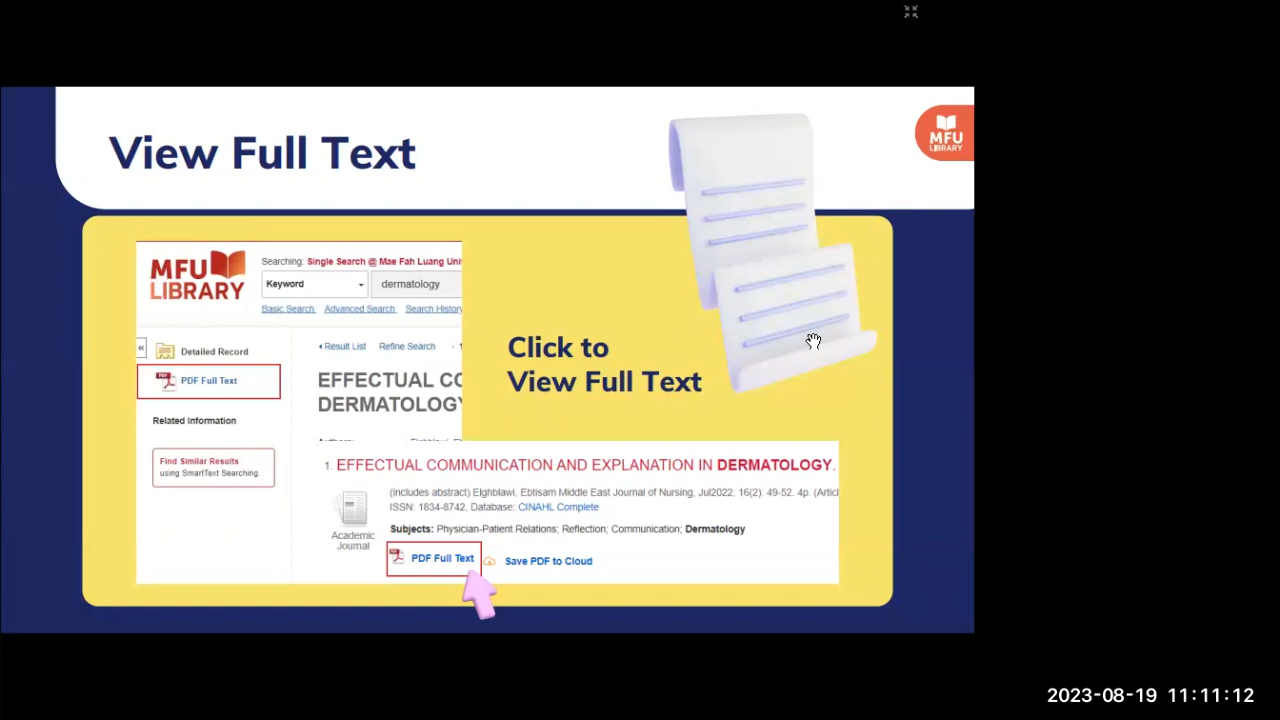 View Full Text
MFU
LIBRARY
MFU
LIBRARY
Searching: Single Search @ Mae Fah Luang Uni
Keyword
dermatology
Basic Search Advanced Search Search History
«
Detailed Record
PDF Full Text
Related Information
Find Similar Results
using SmartText Searching.
Result List Refine Search
EFFECTUAL CO
DERMATOLOGY
Click to
View Full Text
1. EFFECTUAL COMMUNICATION AND EXPLANATION IN DERMATOLOGY.
(includes abstract) Elghblawi, Ebtisam Middle East Journal of Nursing, Jul2022; 16(2): 49-52. 4p. (Artic
ISSN: 1834-8742, Database: CINAHL Complete
Subjects: Physician-Patient Relations; Reflection; Communication; Dermatology
Academic
Journal
PDF Full Text
Save PDF to Cloud
2023-08-19 11:11:12